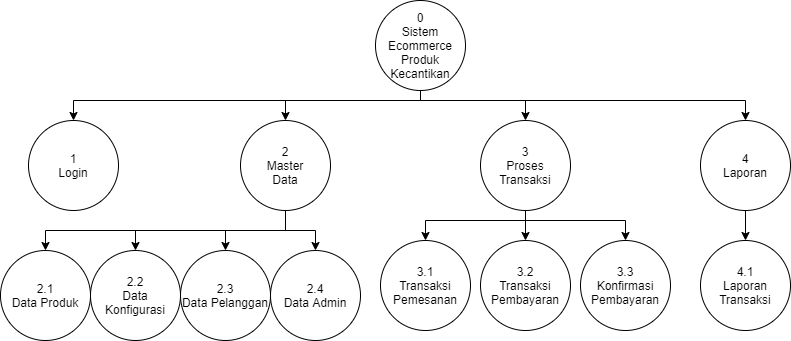 0
Sistem
Ecommerce
Produk
Kecantikan
1
Login
2
Master
Data
3
Proses
Transaksi
4
Laporan
2.1
Data Produk
2.2
Data
Konfigurasi
2.3
Data Pelanggan
2.4
Data Admin
3.1
Transaksi
Pemesanan
3.2
Transaksi
Pembayaran
3.3
Konfirmasi
Pembayaran
4.1
Laporan
Transaksi